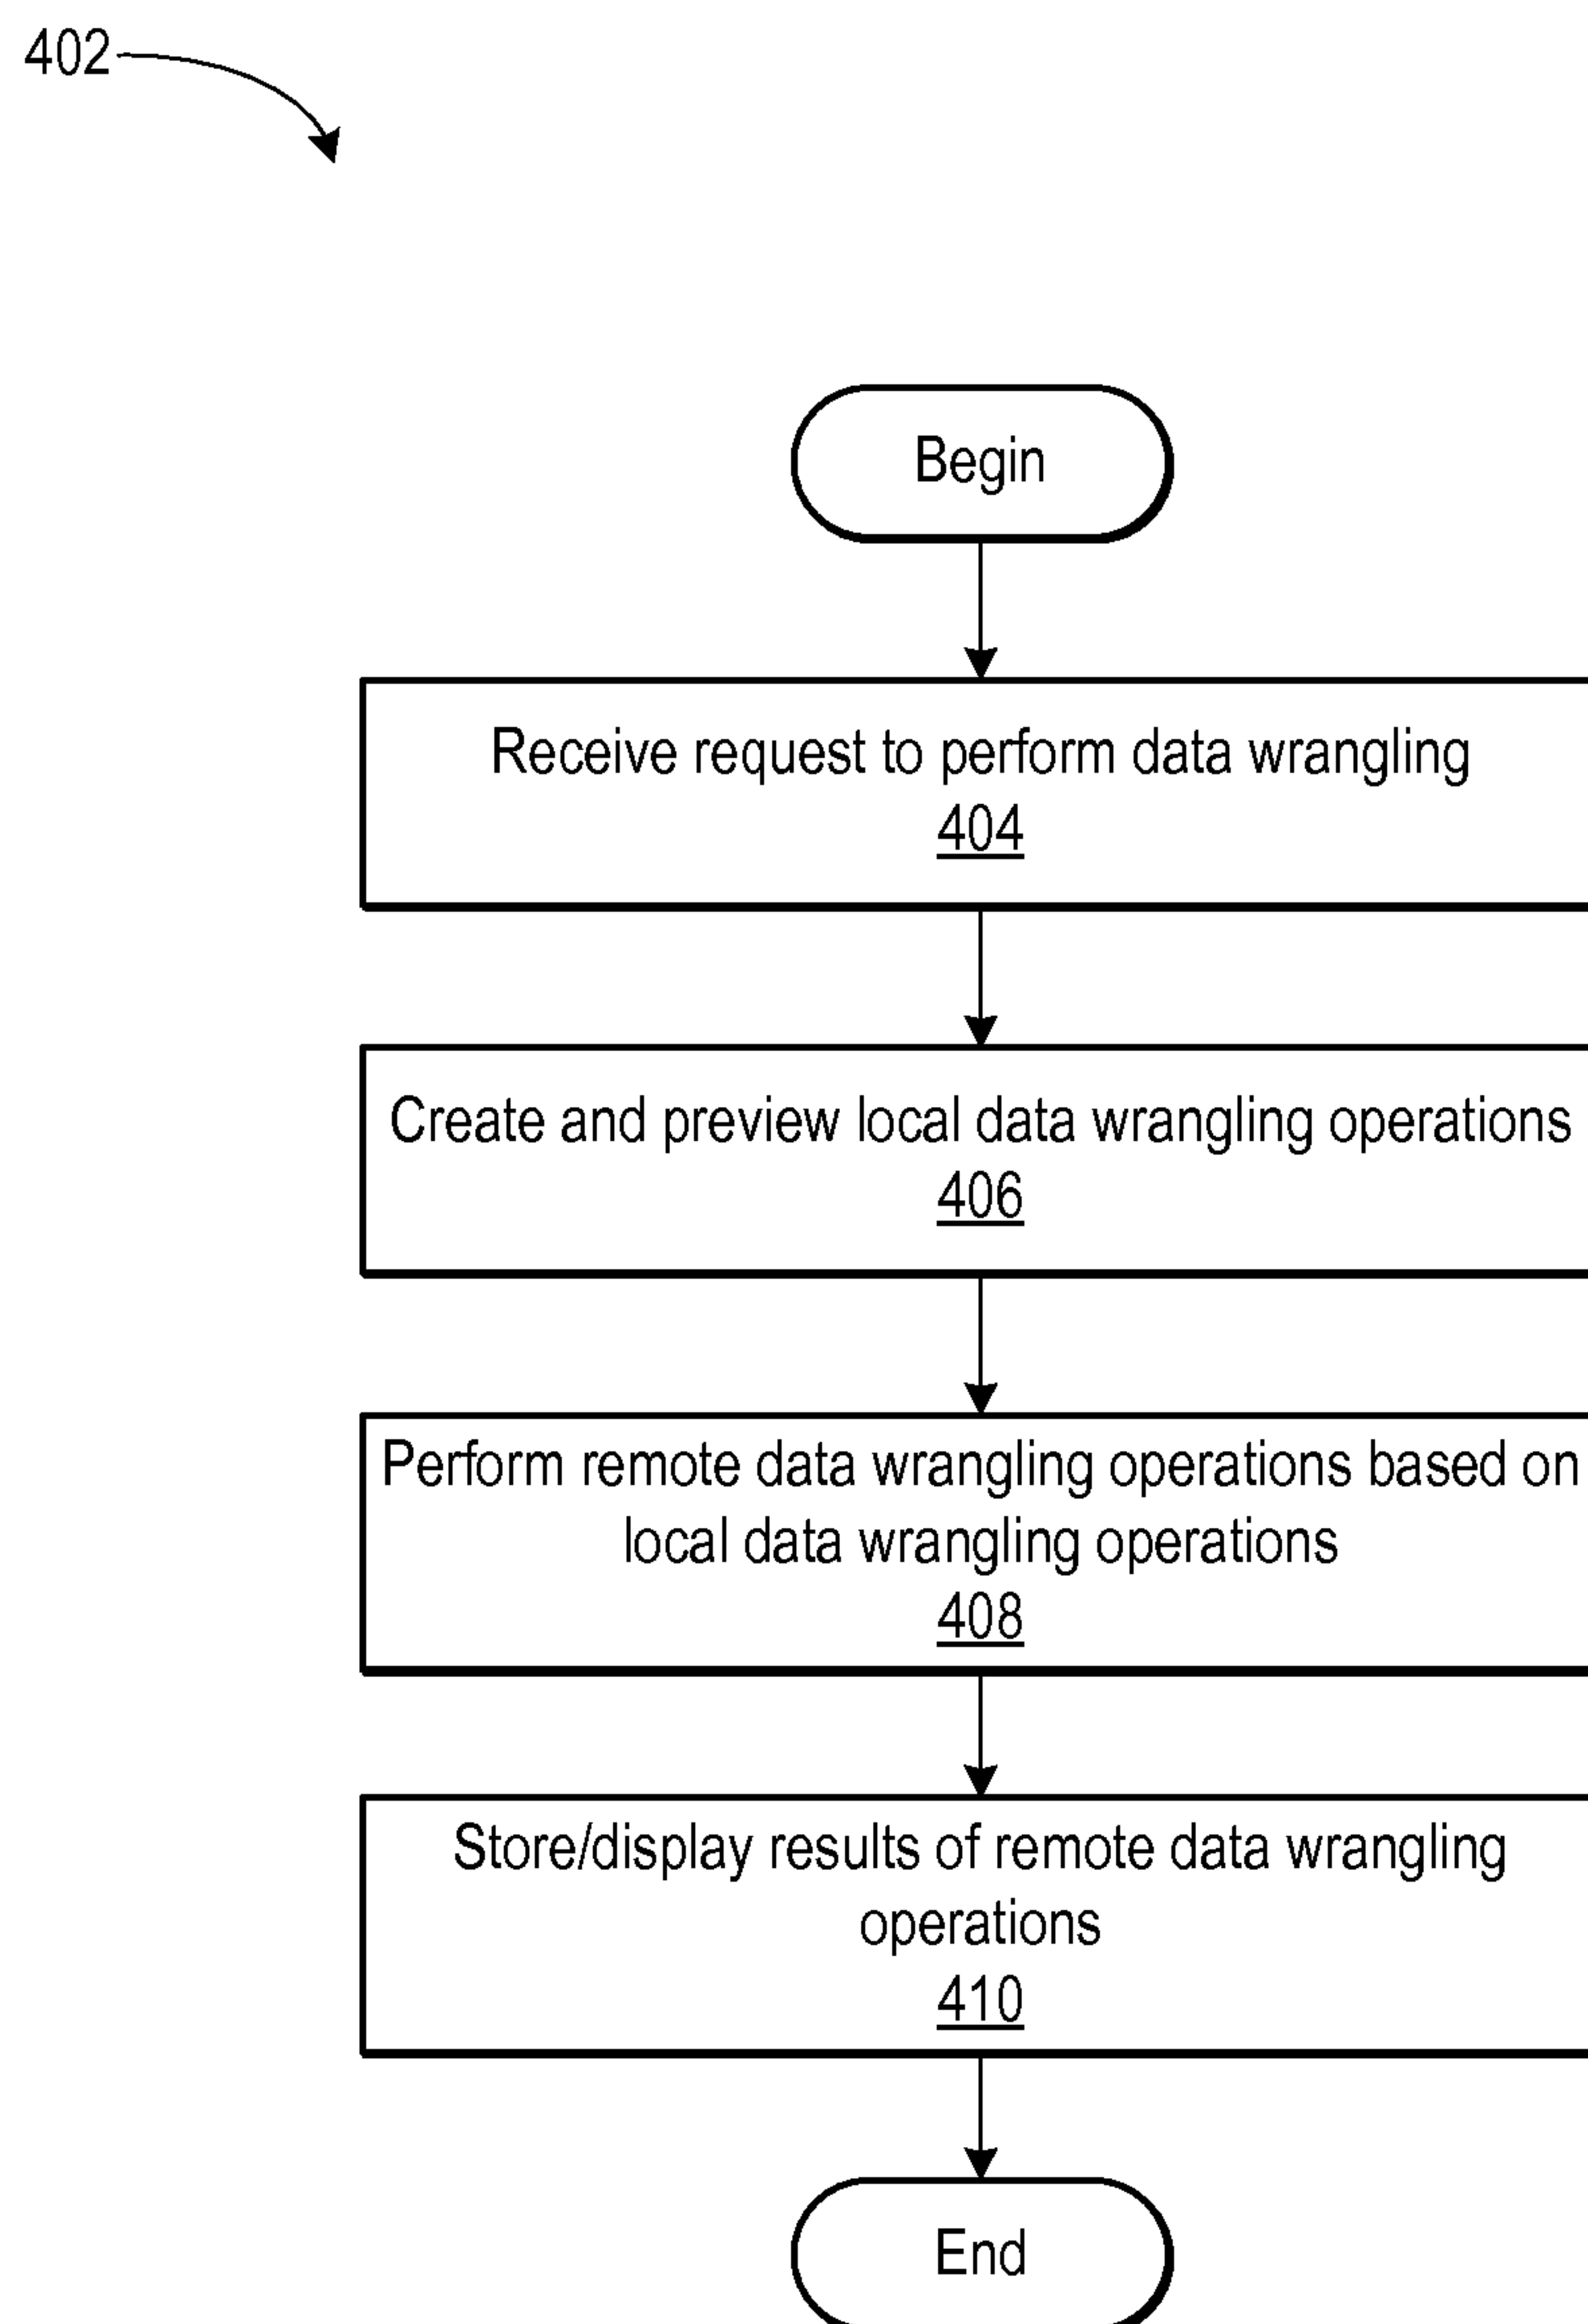 402
Begin
Receive request to perform data wrangling
404
Create and preview local data wrangling operations
406
Perform remote data wrangling operations based on
local data wrangling operations
408
Store/display results of remote data wrangling
operations
410
End